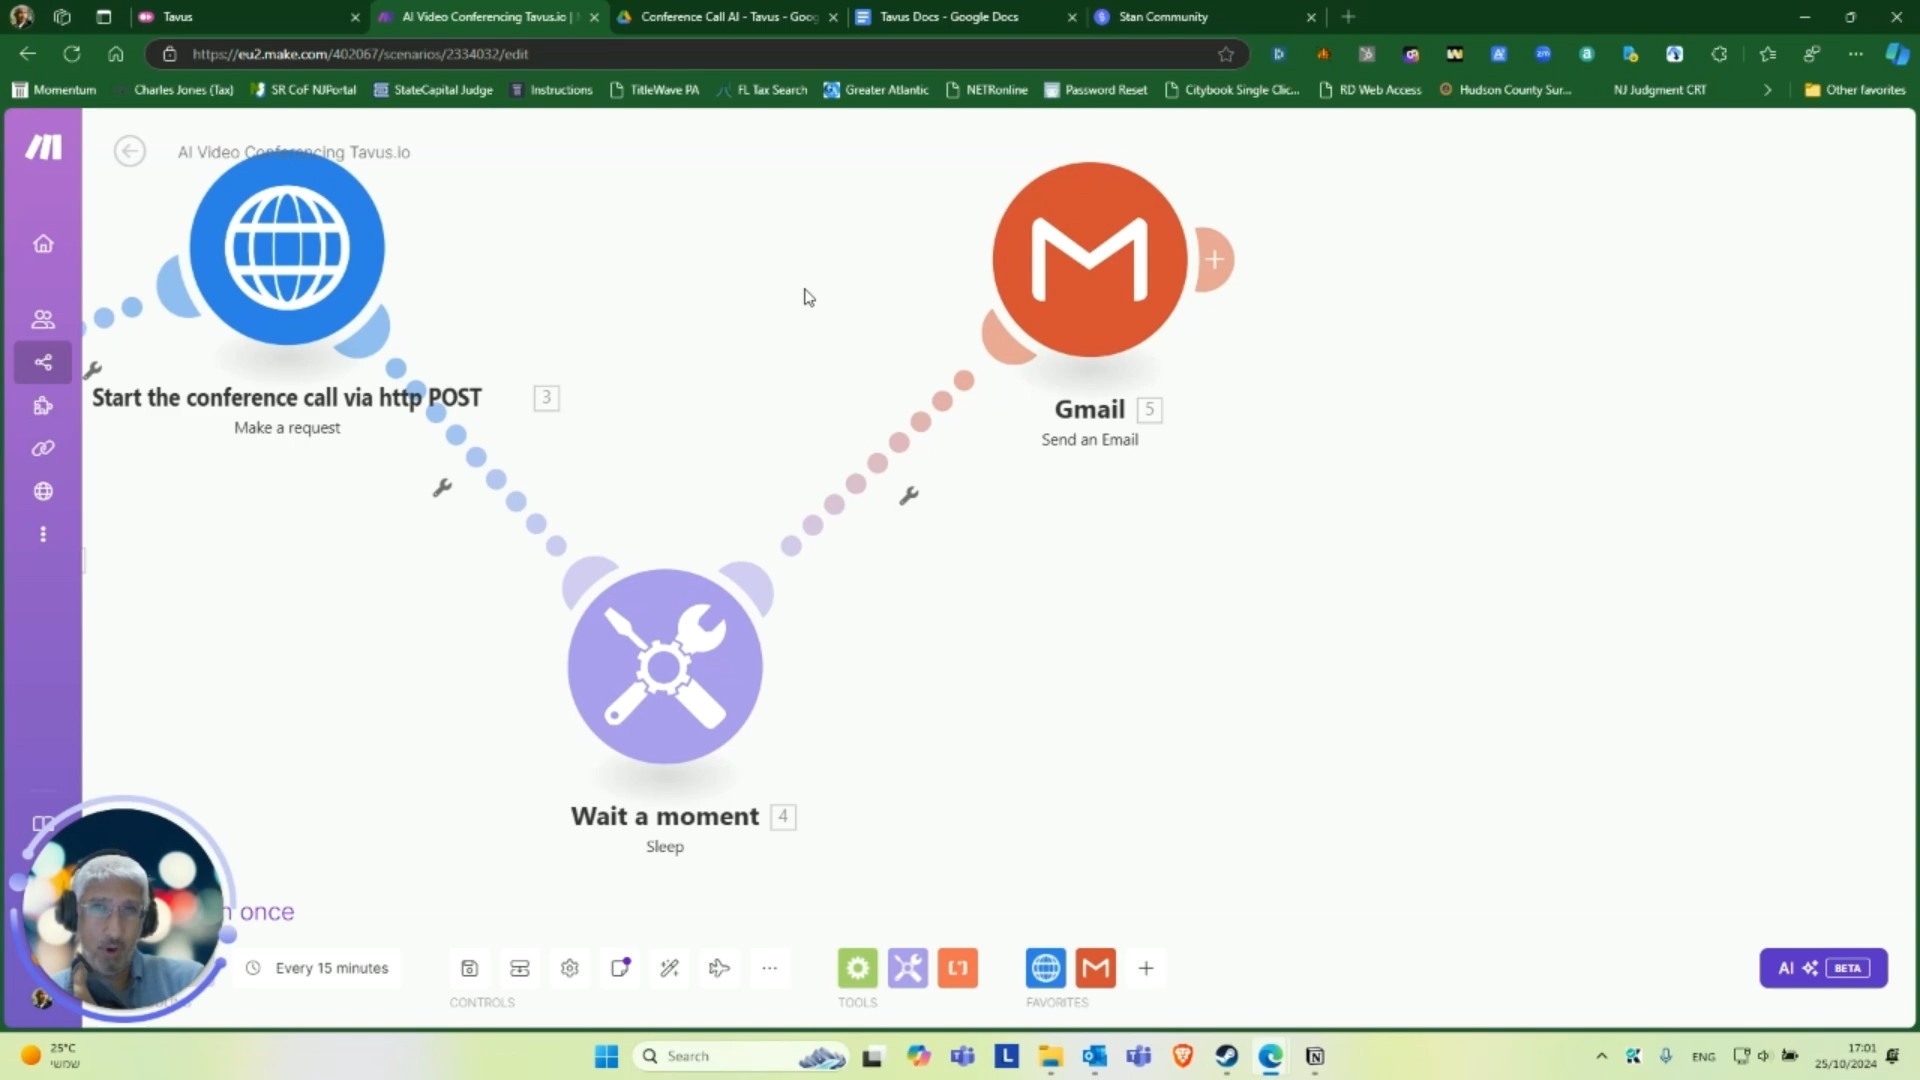 Tavus
AI Video Conferencing Tavus.io |
Conference Call AI - Tavus - Goog
Tavus Docs - Google Docs
Stan Community
https://eu2.make.com/402067/scenarios/2334032/edit
Momentum
Charles Jones (Tax)
SR CoF NJPortal
StateCapital Judge
Instructions
TitleWave PA
FL Tax Search
Greater Atlantic
NETRonline
Password Reset
Citybook Single Clic...
RD Web Access
Hudson County Sur...
NJ Judgment CRT
Other favorites
AI Video Conferencing Tavus.io
Start the conference call via http POST 3
Make a request
Gmail 5
Send an Email
Wait a moment 4
Sleep
once
Every 15 minutes
CONTROLS
TOOLS
FAVORITES
AI BETA
25°C
שמשי
Search
ENG
17:01
25/10/2024